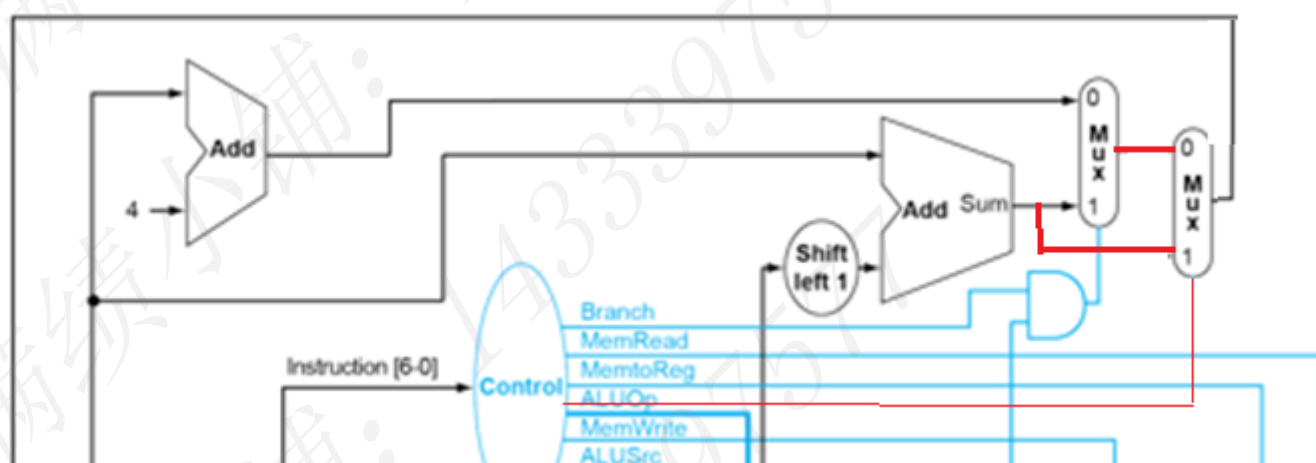 Add
4
0
Mux
1
0
Mux
1
Add Sum
Shift
left 1
Branch
MemRead
Instruction [6-0]
MemtoReg
Control
ALUOp
MemWrite
ALUSrc